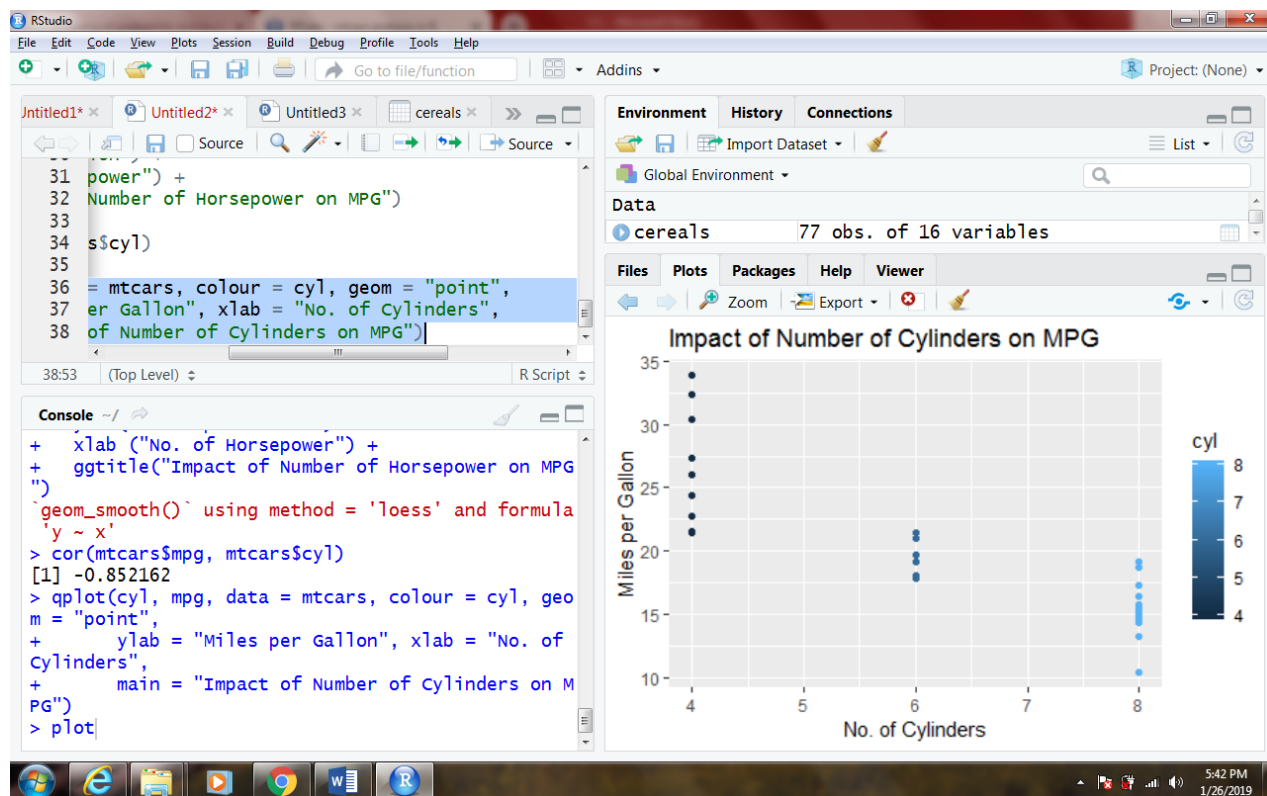 RStudio
File Edit Code View Plots Session Build Debug Profile Tools Help
Go to file/function Addins Project: (None)
Untitled1* Untitled2* Untitled3 cereals
Source Source
31 power") +
32 Number of Horsepower on MPG")
33
34 s$cyl)
35
36 = mtcars, colour = cyl, geom = "point",
37 er Gallon", xlab = "No. of Cylinders",
38 of Number of Cylinders on MPG")
38:53 (Top Level) R Script
Console ~/
+ xlab ("No. of Horsepower") +
+ ggtitle("Impact of Number of Horsepower on MPG
")
`geom_smooth()` using method = 'loess' and formula
'y ~ x'
> cor(mtcars$mpg, mtcars$cyl)
[1] -0.852162
> qplot(cyl, mpg, data = mtcars, colour = cyl, geo
m = "point",
+ ylab = "Miles per Gallon", xlab = "No. of
Cylinders",
+ main = "Impact of Number of Cylinders on M
PG")
> plot
Environment History Connections
Import Dataset List
Global Environment
Data
cereals 77 obs. of 16 variables
Files Plots Packages Help Viewer
Zoom Export
Impact of Number of Cylinders on MPG
Miles per Gallon
35
30
25
20
15
10
4 5 6 7 8
No. of Cylinders
cyl
8
7
6
5
4
5:42 PM
1/26/2019